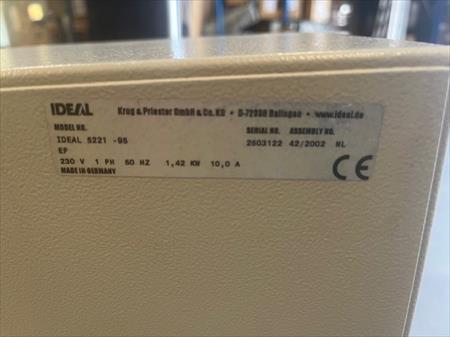 IDEAL Krug & Priester GmbH & Co. KG • D-72336 Balingen • www.ideal.de
MODEL NO. SERIAL NO. ASSEMBLY NO.
IDEAL 5221 -95 2603122 42/2002 NL
EP
230 V 1 PH 50 HZ 1,42 KW 10,0 A
MADE IN GERMANY
CE